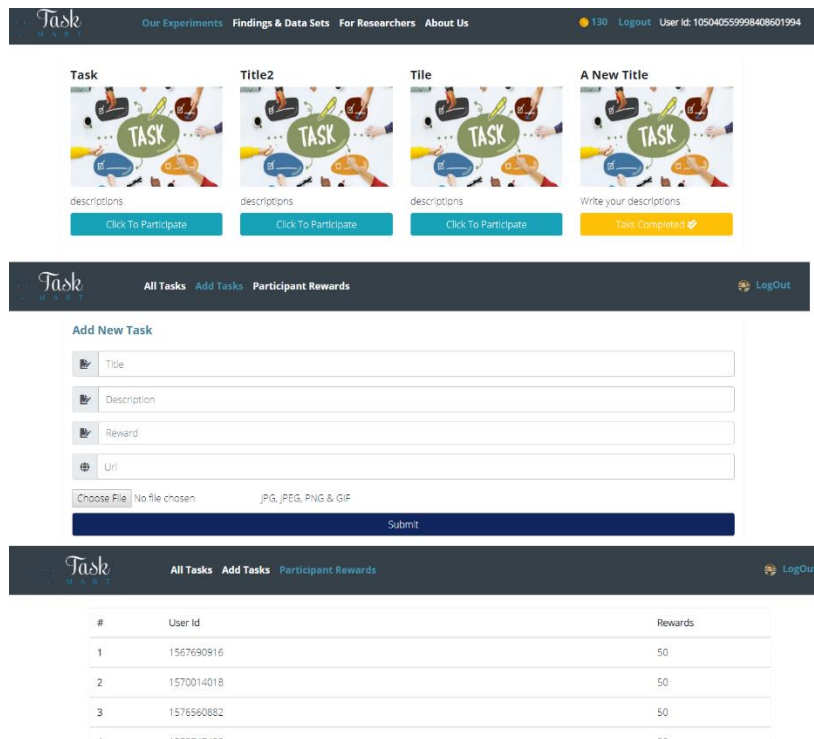 Task
MART
Our Experiments Findings & Data Sets For Researchers About Us
130 Logout User Id: 105040559998408601994
Task Title2 Tile A New Title
TASK TASK TASK TASK
descriptions descriptions descriptions Write your descriptions
Click To Participate Click To Participate Click To Participate Taks Completed
Task
MART
All Tasks Add Tasks Participant Rewards
LogOut
Add New Task
Title
Description
Reward
Url
Choose File No file chosen JPG, JPEG, PNG & GIF
Submit
Task
MART
All Tasks Add Tasks Participant Rewards
LogOu
# User Id Rewards
1 1567690916 50
2 1570014018 50
3 1576560882 50